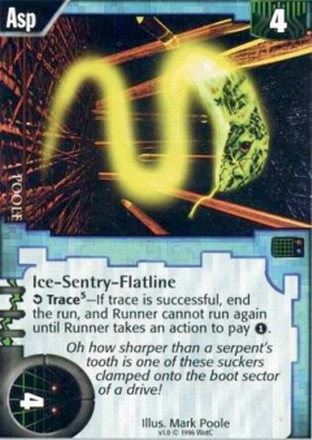 Asp
4
POOLE
Ice-Sentry-Flatline
Trace⁵–If trace is successful, end
the run, and Runner cannot run again
until Runner takes an action to pay ❶.
Oh how sharper than a serpent's
tooth is one of these suckers
clamped onto the boot sector
of a drive!
4
Illus. Mark Poole
v1.0 © 1996 WotC